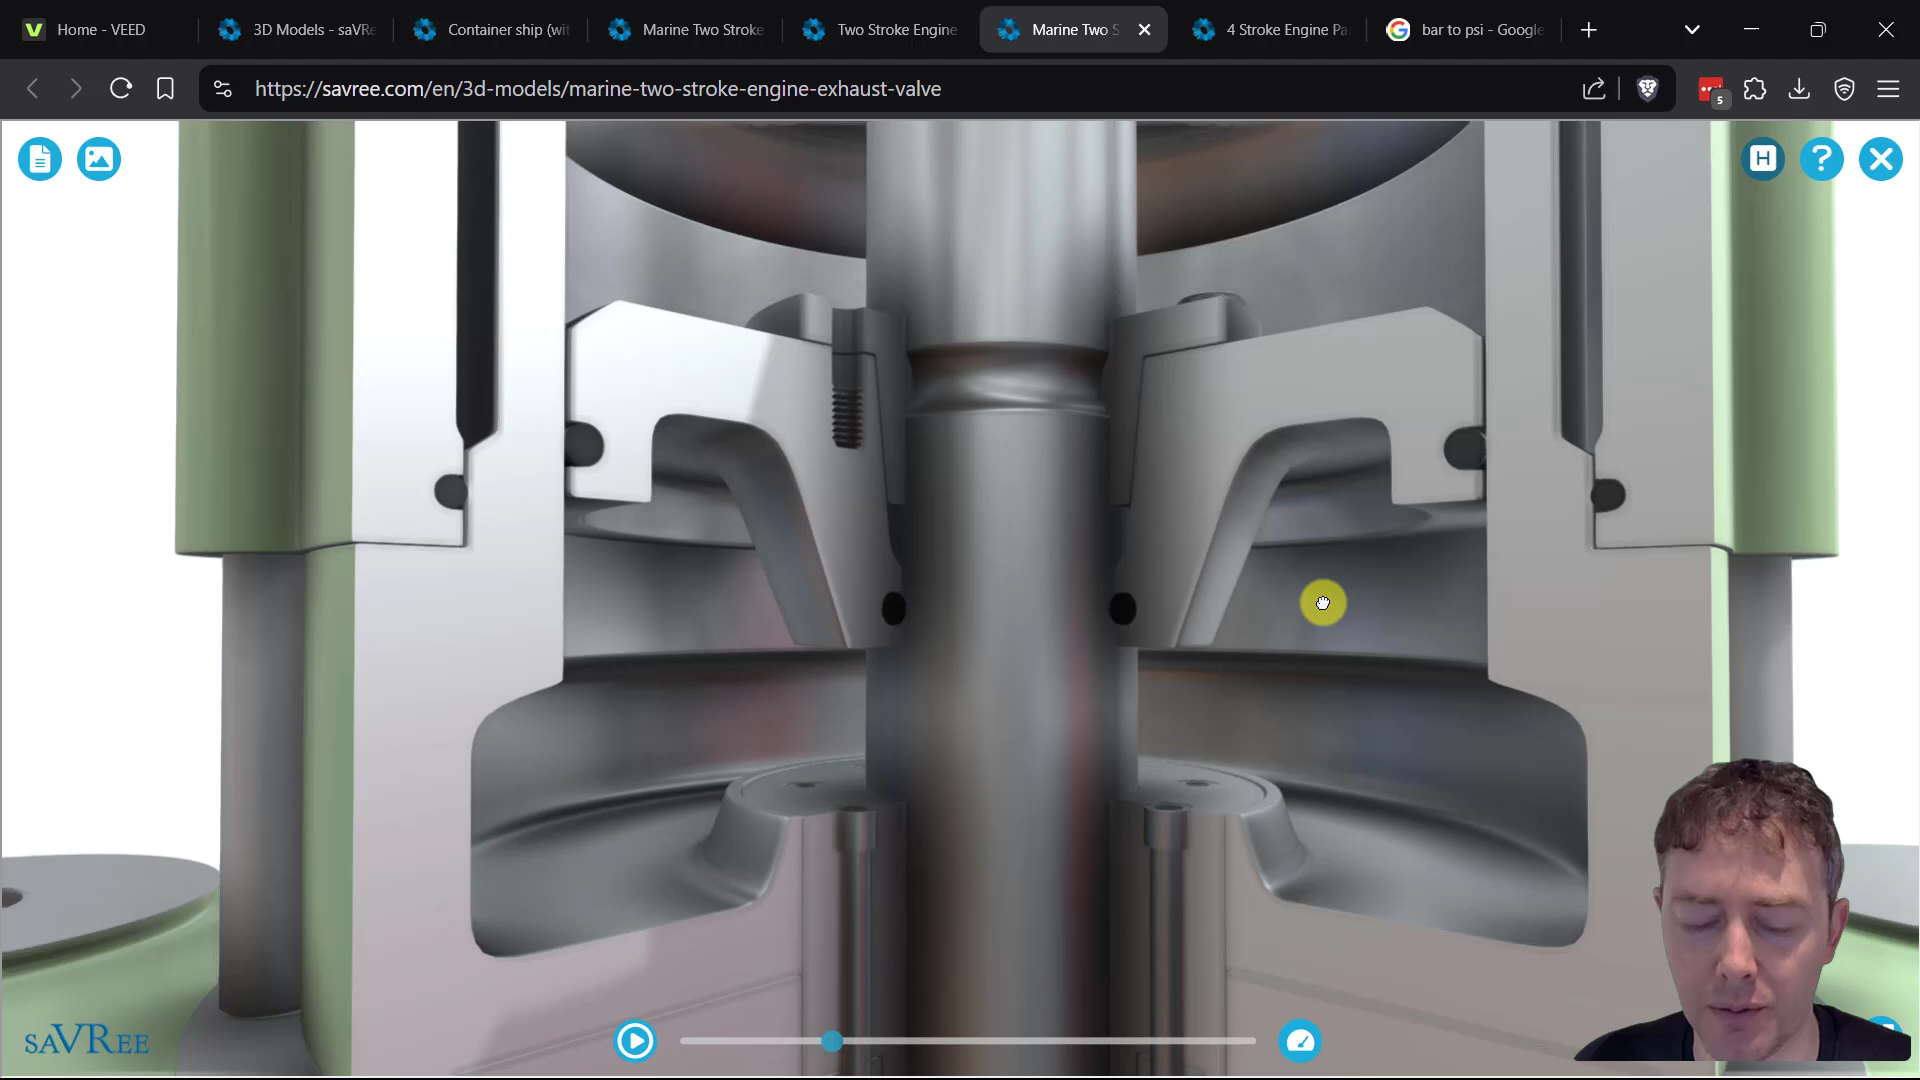 Home - VEED
3D Models - saVRe
Container ship (wit
Marine Two Stroke
Two Stroke Engine
Marine Two S
4 Stroke Engine Pa
bar to psi - Google
https://savree.com/en/3d-models/marine-two-stroke-engine-exhaust-valve
5
H
?
saVRee